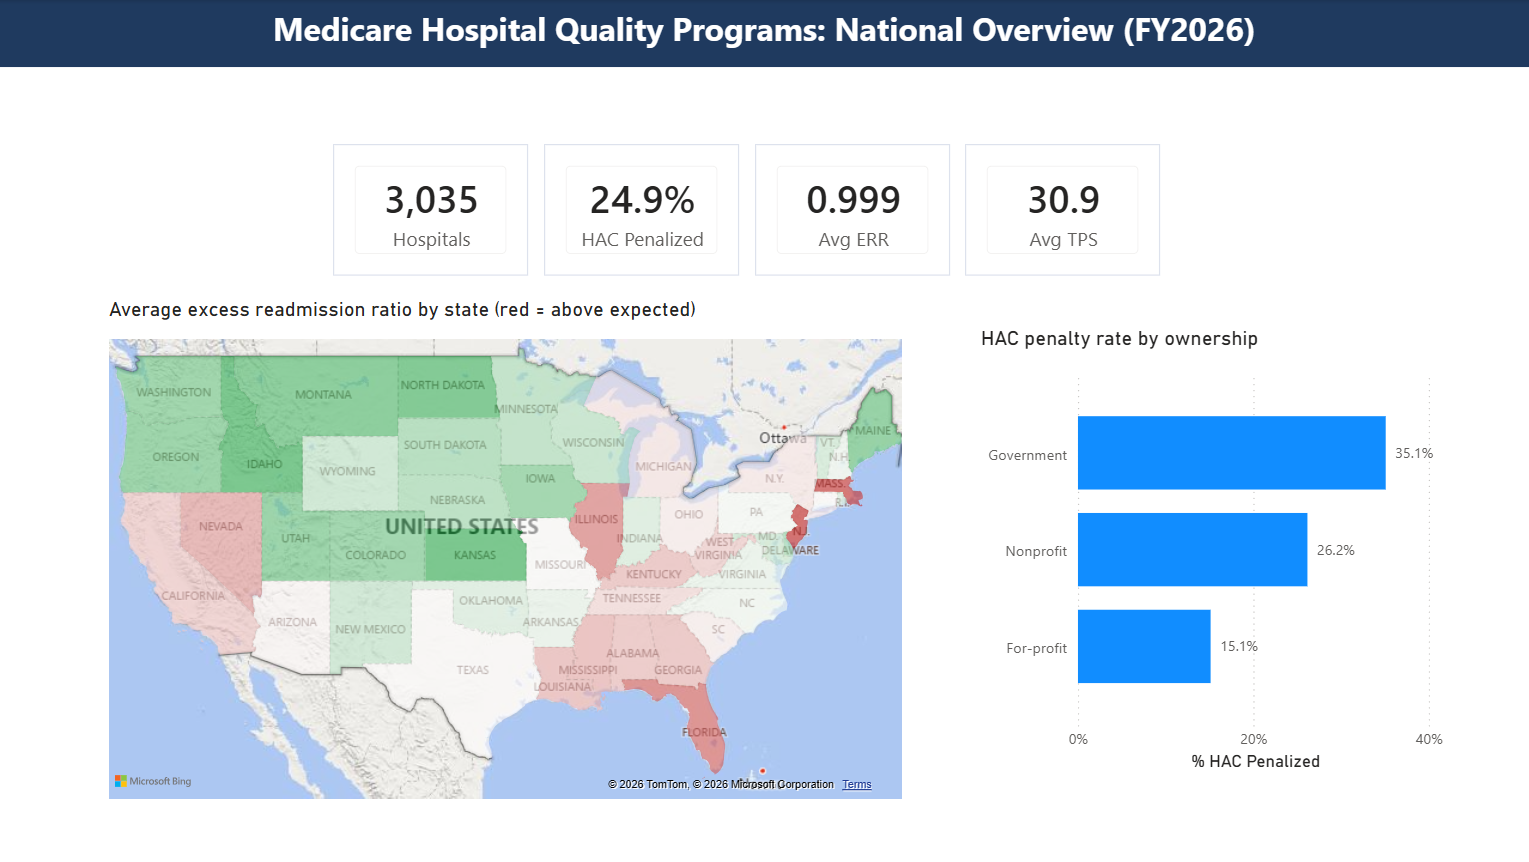 Medicare Hospital Quality Programs: National Overview (FY2026)
3,035
Hospitals
24.9%
HAC Penalized
0.999
Avg ERR
30.9
Avg TPS
Average excess readmission ratio by state (red = above expected)
WASHINGTON
MONTANA
NORTH DAKOTA
MINNESOTA
OREGON
IDAHO
SOUTH DAKOTA
WISCONSIN
Ottawa
VT.
MAINE
N.H.
WYOMING
MICHIGAN
N.Y.
MASS.
R.I.
IOWA
NEBRASKA
NEVADA
UNITED STATES
ILLINOIS
OHIO
PA
N.J.
UTAH
COLORADO
KANSAS
INDIANA
WEST
VIRGINIA
MD.
DELAWARE
MISSOURI
KENTUCKY
VIRGINIA
CALIFORNIA
OKLAHOMA
TENNESSEE
NC
ARIZONA
NEW MEXICO
ARKANSAS
SC
TEXAS
MISSISSIPPI
ALABAMA
GEORGIA
LOUISIANA
FLORIDA
Microsoft Bing
© 2026 TomTom, © 2026 Microsoft Corporation Terms
HAC penalty rate by ownership
Government
35.1%
Nonprofit
26.2%
For-profit
15.1%
0%
20%
40%
% HAC Penalized